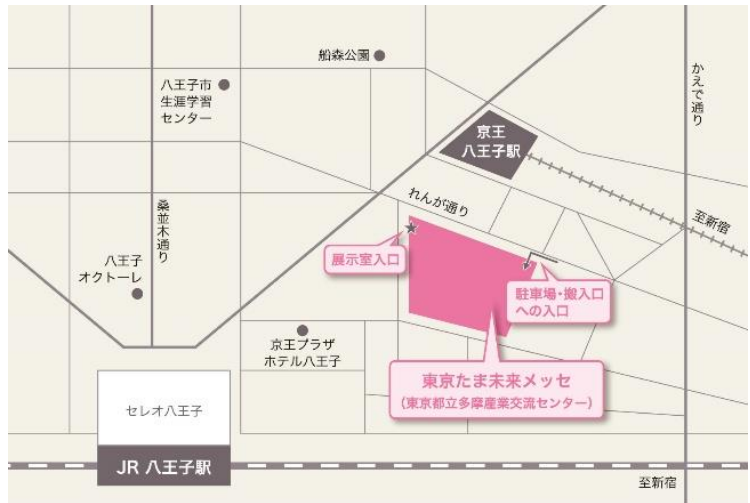 船森公園
八王子市
生涯学習
センター
かえで通り
京王
八王子駅
れんが通り
至新宿
桑並木通り
展示室入口
八王子
オクトーレ
駐車場・搬入口
への入口
京王プラザ
ホテル八王子
東京たま未来メッセ
(東京都立多摩産業交流センター)
セレオ八王子
JR 八王子駅
至新宿